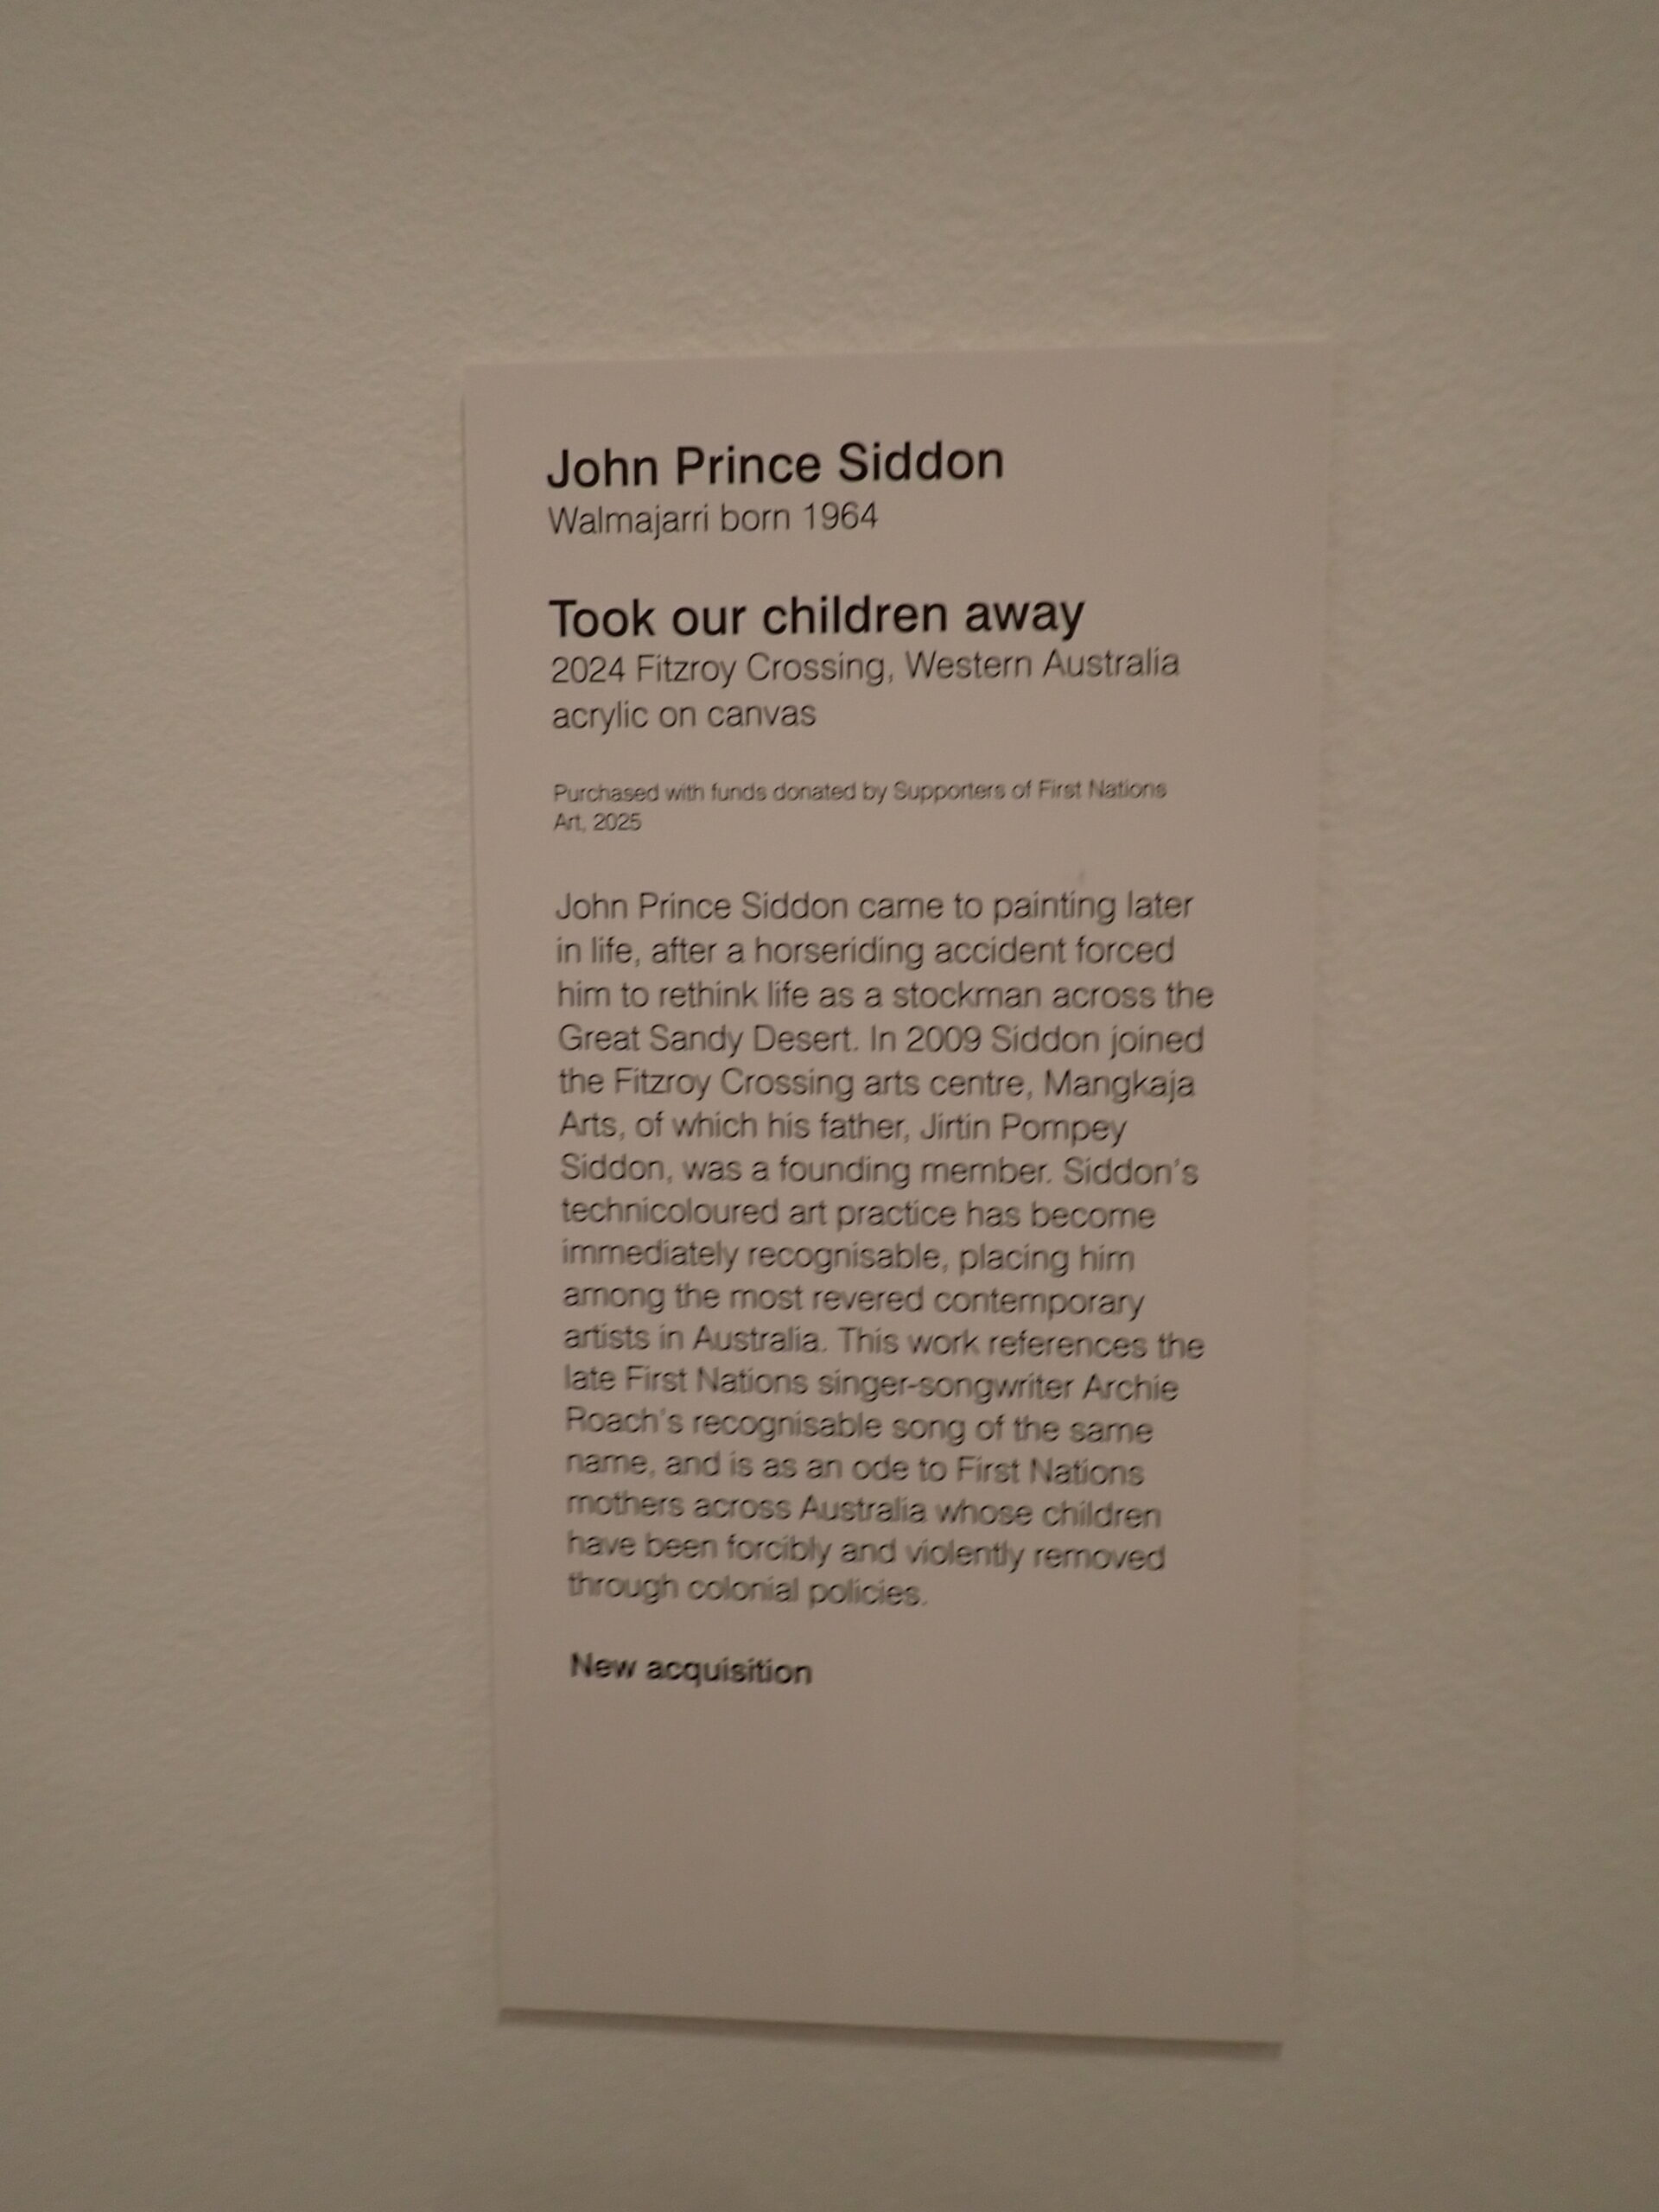 John Prince Siddon
Walmajarri born 1964
Took our children away
2024 Fitzroy Crossing, Western Australia
acrylic on canvas
Purchased with funds donated by Supporters of First Nations
Art, 2025
John Prince Siddon came to painting later
in life, after a horseriding accident forced
him to rethink life as a stockman across the
Great Sandy Desert. In 2009 Siddon joined
the Fitzroy Crossing arts centre, Mangkaja
Arts, of which his father, Jirtin Pompey
Siddon, was a founding member. Siddon's
technicoloured art practice has become
immediately recognisable, placing him
among the most revered contemporary
artists in Australia. This work references the
late First Nations singer-songwriter Archie
Roach's recognisable song of the same
name, and is as an ode to First Nations
mothers across Australia whose children
have been forcibly and violently removed
through colonial policies.
New acquisition